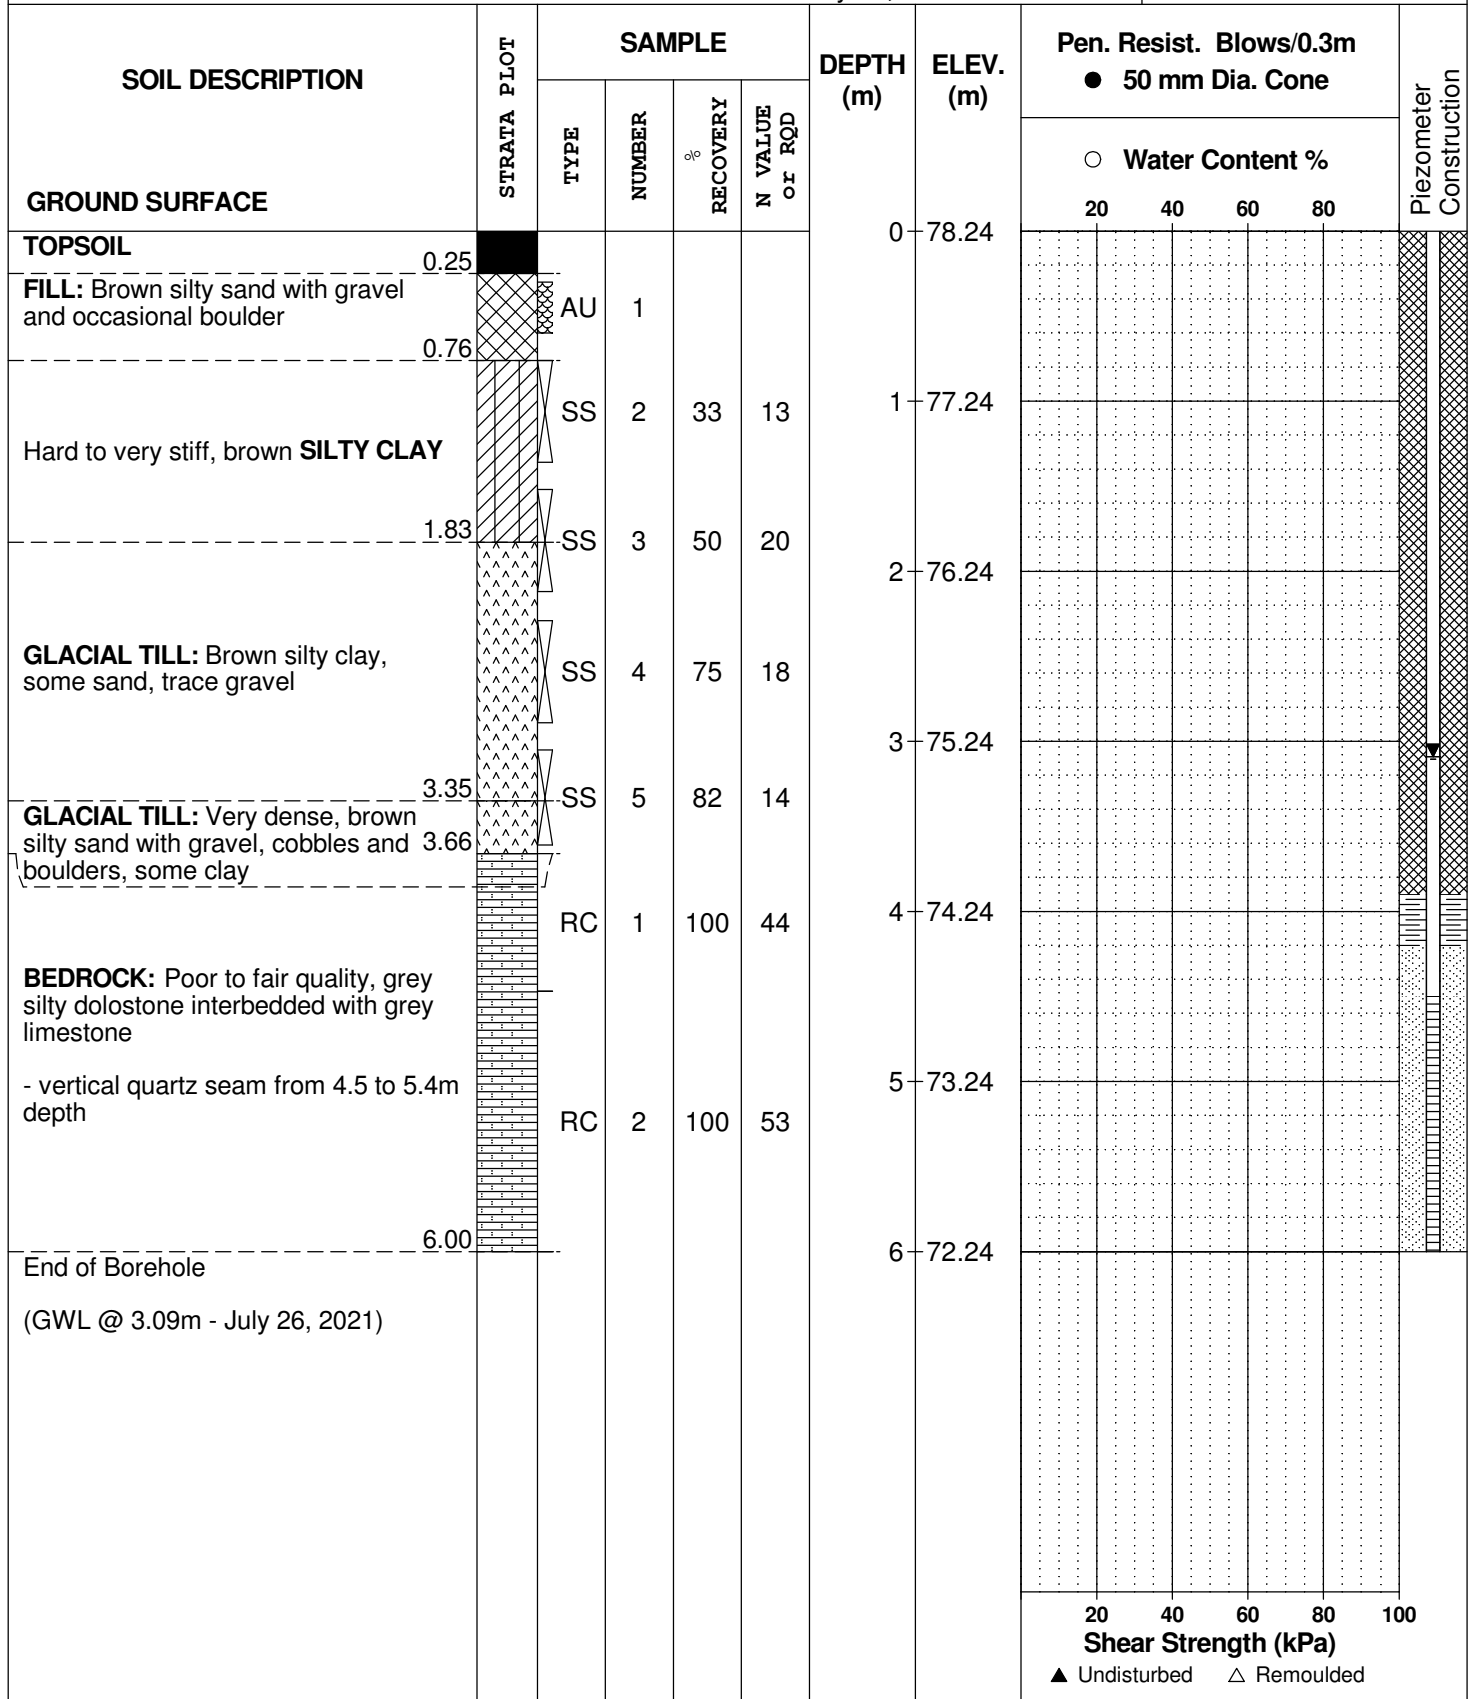 SOIL DESCRIPTION
GROUND SURFACE
STRATA PLOT
SAMPLE
TYPE
NUMBER
%
RECOVERY
N VALUE
or RQD
DEPTH
(m)
ELEV.
(m)
Pen. Resist. Blows/0.3m
● 50 mm Dia. Cone
○ Water Content %
20 40 60 80
Piezometer
Construction
0 78.24
TOPSOIL
0.25
FILL: Brown silty sand with gravel
and occasional boulder
AU 1
0.76
SS 2 33 13
1 77.24
Hard to very stiff, brown SILTY CLAY
1.83
SS 3 50 20
2 76.24
GLACIAL TILL: Brown silty clay,
some sand, trace gravel
SS 4 75 18
3 75.24
3.35
SS 5 82 14
GLACIAL TILL: Very dense, brown
silty sand with gravel, cobbles and 3.66
boulders, some clay
RC 1 100 44
4 74.24
BEDROCK: Poor to fair quality, grey
silty dolostone interbedded with grey
limestone
- vertical quartz seam from 4.5 to 5.4m
depth
5 73.24
RC 2 100 53
6.00
6 72.24
End of Borehole
(GWL @ 3.09m - July 26, 2021)
20 40 60 80 100
Shear Strength (kPa)
▲ Undisturbed △ Remoulded